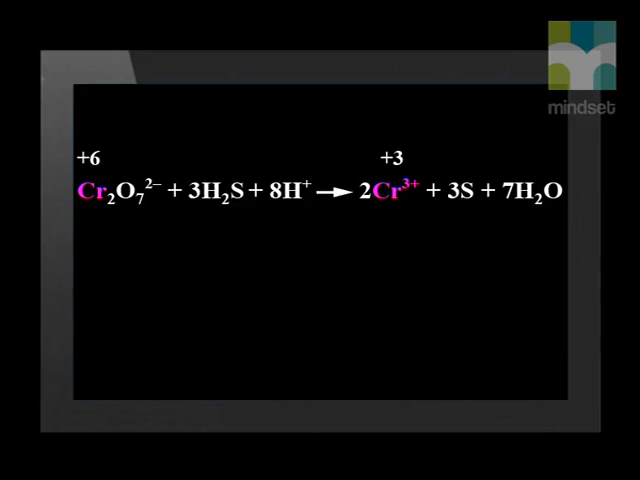 mindset
+6 +3
Cr₂O₇²⁻ + 3H₂S + 8H⁺ → 2Cr³⁺ + 3S + 7H₂O